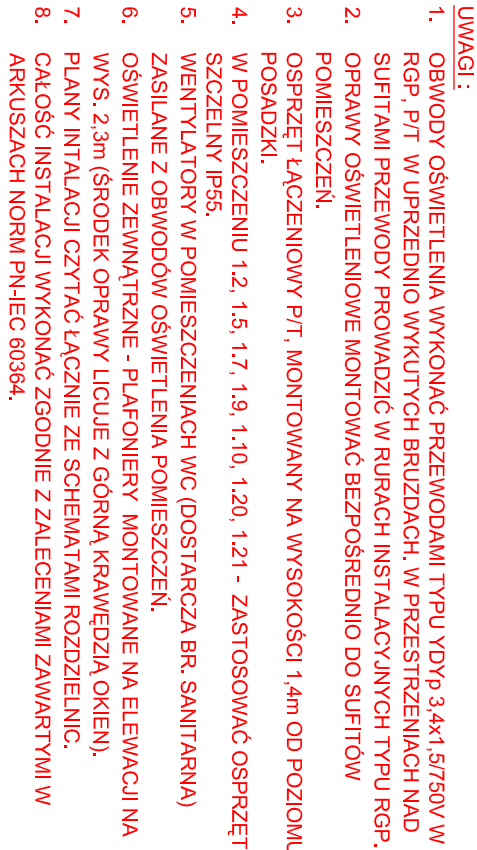 UWAGI :
1. OBWODY OŚWIETLENIA WYKONAĆ PRZEWODAMI TYPU YDYp 3,4x1,5/750V W
RGP, P/T W UPRZEDNIO WYKUTYCH BRUZDACH, W PRZESTRZENIACH NAD
SUFITAMI PRZEWODY PROWADZIĆ W RURACH INSTALACYJNYCH TYPU RGP.
2. OPRAWY OŚWIETLENIOWE MONTOWAĆ BEZPOŚREDNIO DO SUFITÓW
POMIESZCZEŃ.
3. OSPRZĘT ŁĄCZENIOWY P/T, MONTOWANY NA WYSOKOŚCI 1,4m OD POZIOMU
POSADZKI.
4. W POMIESZCZENIU 1.2, 1.5, 1.7, 1.9, 1.10, 1.20, 1.21 - ZASTOSOWAĆ OSPRZĘT
SZCZELNY IP55.
5. WENTYLATORY W POMIESZCZENIACH WC (DOSTARCZA BR. SANITARNA)
ZASILANE Z OBWODÓW OŚWIETLENIA POMIESZCZEŃ.
6. OŚWIETLENIE ZEWNĄTRZNE - PLAFONIERY MONTOWANE NA ELEWACJI NA
WYS. 2,3m (ŚRODEK OPRAWY LICUJE Z GÓRNĄ KRAWĘDZIĄ OKIEN).
7. PLANY INTALACJI CZYTAĆ ŁĄCZNIE ZE SCHEMATAMI ROZDZIELNIC.
8. CAŁOŚĆ INSTALACJI WYKONAĆ ZGODNIE Z ZALECENIAMI ZAWARTYMI W
ARKUSZACH NORM PN-IEC 60364.